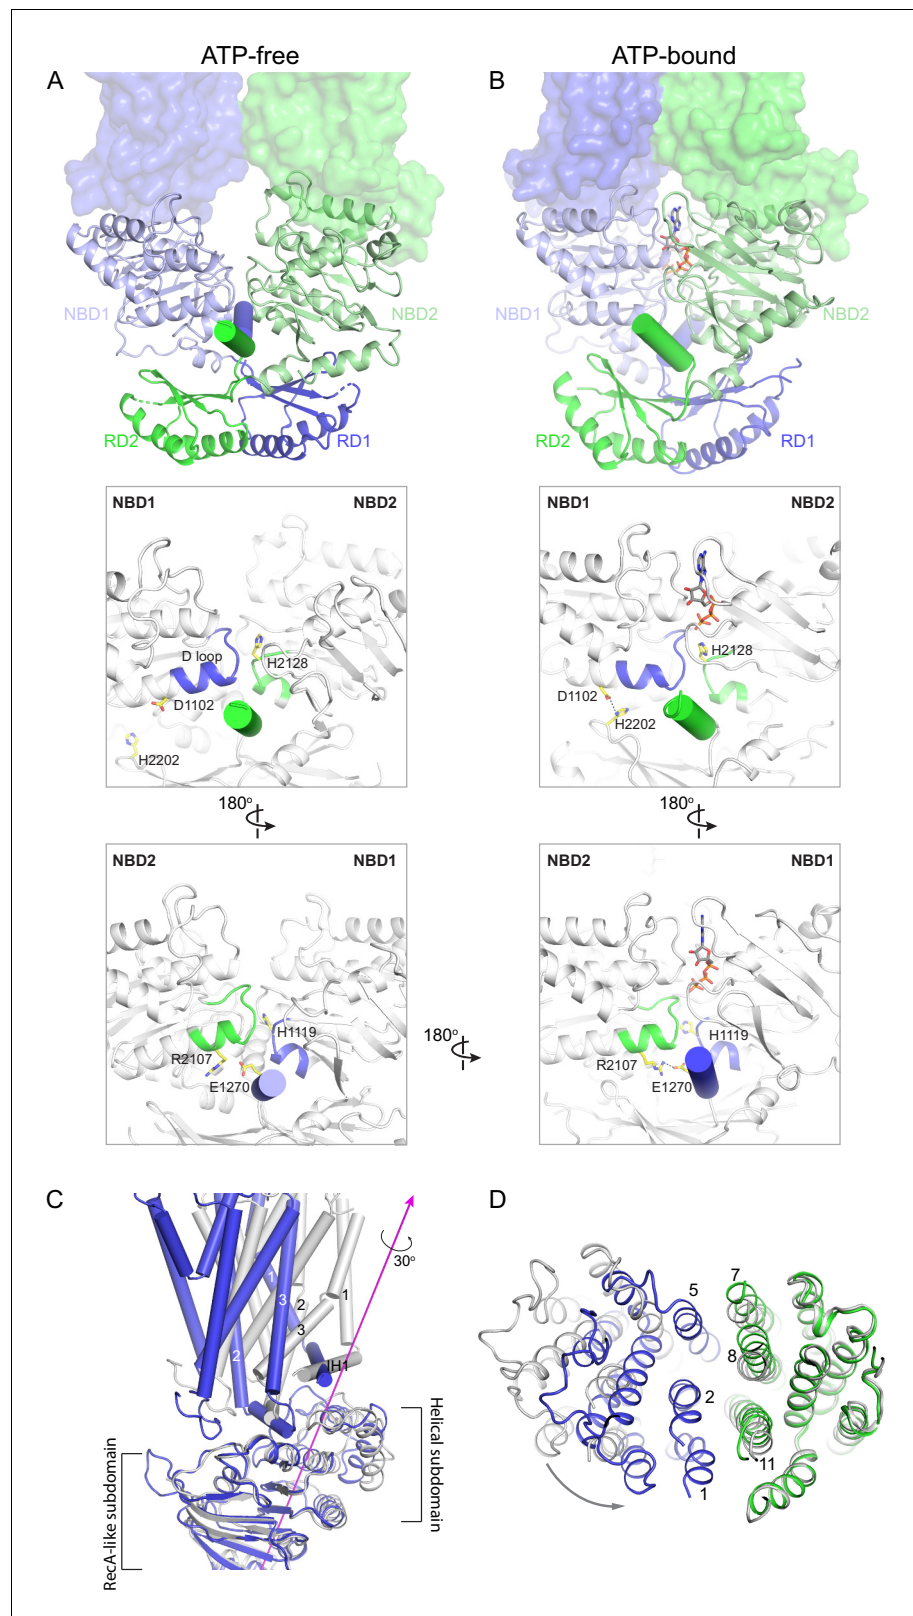 ATP-free
ATP-bound
A
B
NBD1
NBD2
NBD1
NBD2
RD2
RD1
RD2
RD1
NBD1
NBD2
D loop
H2128
D1102
H2202
NBD1
NBD2
H2128
D1102
H2202
180°
180°
NBD2
NBD1
H1119
R2107
E1270
180°
NBD2
NBD1
H1119
R2107
E1270
C
30°
1
3
2
2
3
1
IH1
Helical subdomain
RecA-like subdomain
D
5
7
8
2
11
1